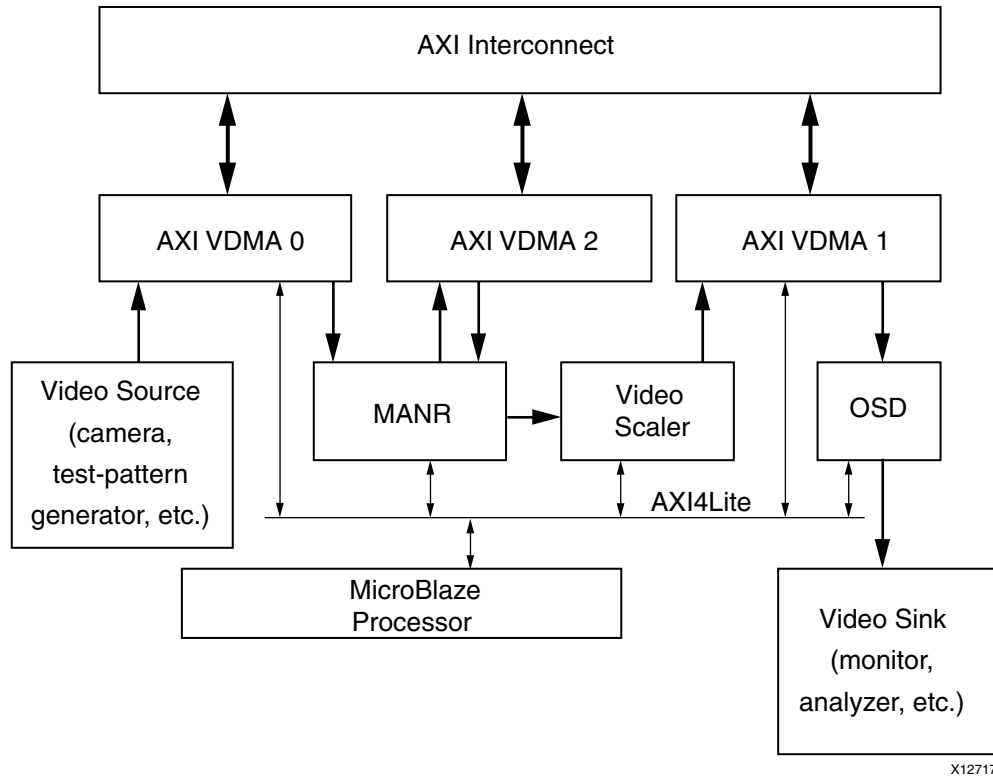 AXI Interconnect
AXI VDMA 0
AXI VDMA 2
AXI VDMA 1
Video Source
(camera,
test-pattern
generator, etc.)
MANR
Video
Scaler
OSD
AXI4Lite
MicroBlaze
Processor
Video Sink
(monitor,
analyzer, etc.)
X12717